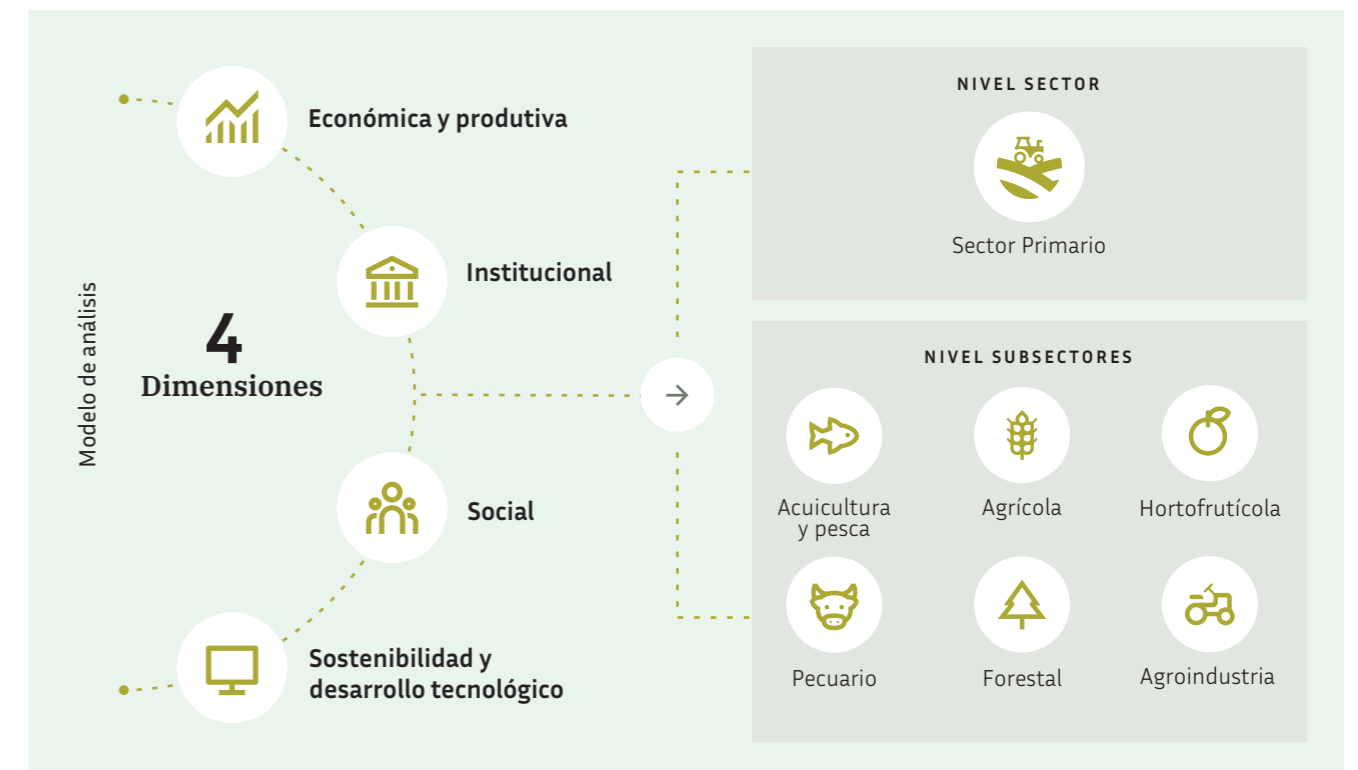 Modelo de análisis
4
Dimensiones
Económica y produtiva
Institucional
Social
Sostenibilidad y
desarrollo tecnológico
NIVEL SECTOR
Sector Primario
NIVEL SUBSECTORES
Acuicultura
y pesca
Agrícola
Hortofrutícola
Pecuario
Forestal
Agroindustria